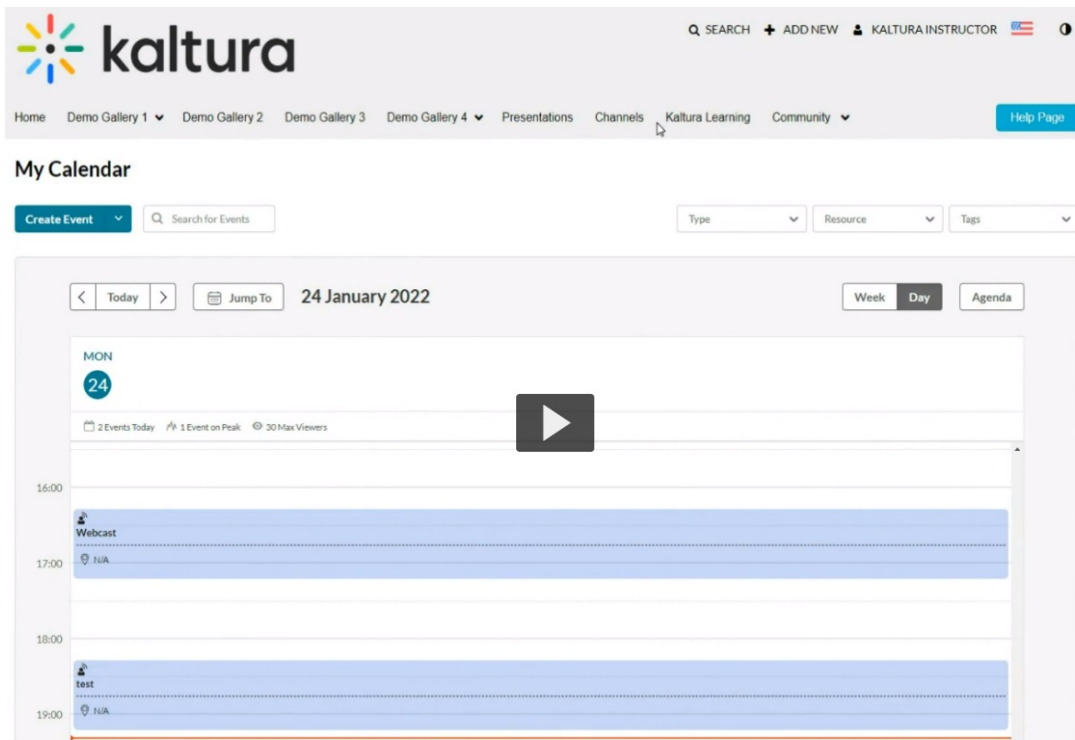 kaltura
SEARCH ADD NEW KALTURA INSTRUCTOR
Home Demo Gallery 1 Demo Gallery 2 Demo Gallery 3 Demo Gallery 4 Presentations Channels Kaltura Learning Community Help Page
My Calendar
Create Event Search for Events Type Resource Tags
Today Jump To 24 January 2022 Week Day Agenda
MON
24
2 Events Today 1 Event on Peak 30 Max Viewers
16:00
Webcast
N/A
17:00
18:00
test
N/A
19:00